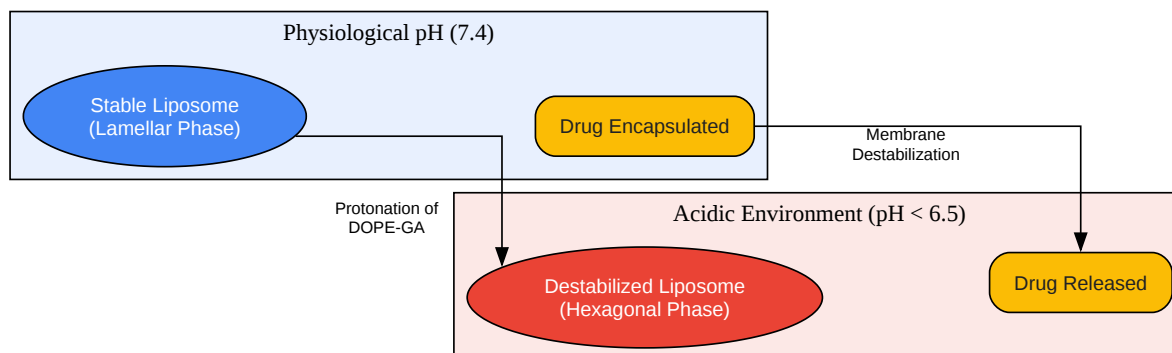 Physiological pH (7.4)
Stable Liposome
(Lamellar Phase)
Drug Encapsulated
Membrane
Destabilization
Protonation of
DOPE-GA
Acidic Environment (pH < 6.5)
Destabilized Liposome
(Hexagonal Phase)
Drug Released